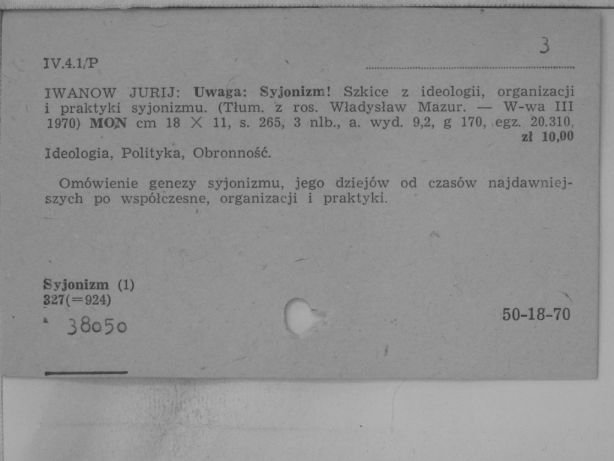 3
IV.4.1/P
IWANOW JURIJ: Uwaga: Syjonizm! Szkice z ideologii, organizacji
i praktyki syjonizmu. (Tłum. z ros. Władysław Mazur. — W-wa III
1970) MON cm 18 X 11, s. 265, 3 nlb., a. wyd. 9,2, g 170, egz. 20.310,
zł 10,00
Ideologia, Polityka, Obronność.
Omówienie genezy syjonizmu, jego dziejów od czasów najdawniej-
szych po współczesne, organizacji i praktyki.
Syjonizm (1)
327(=924)
38050
50-18-70